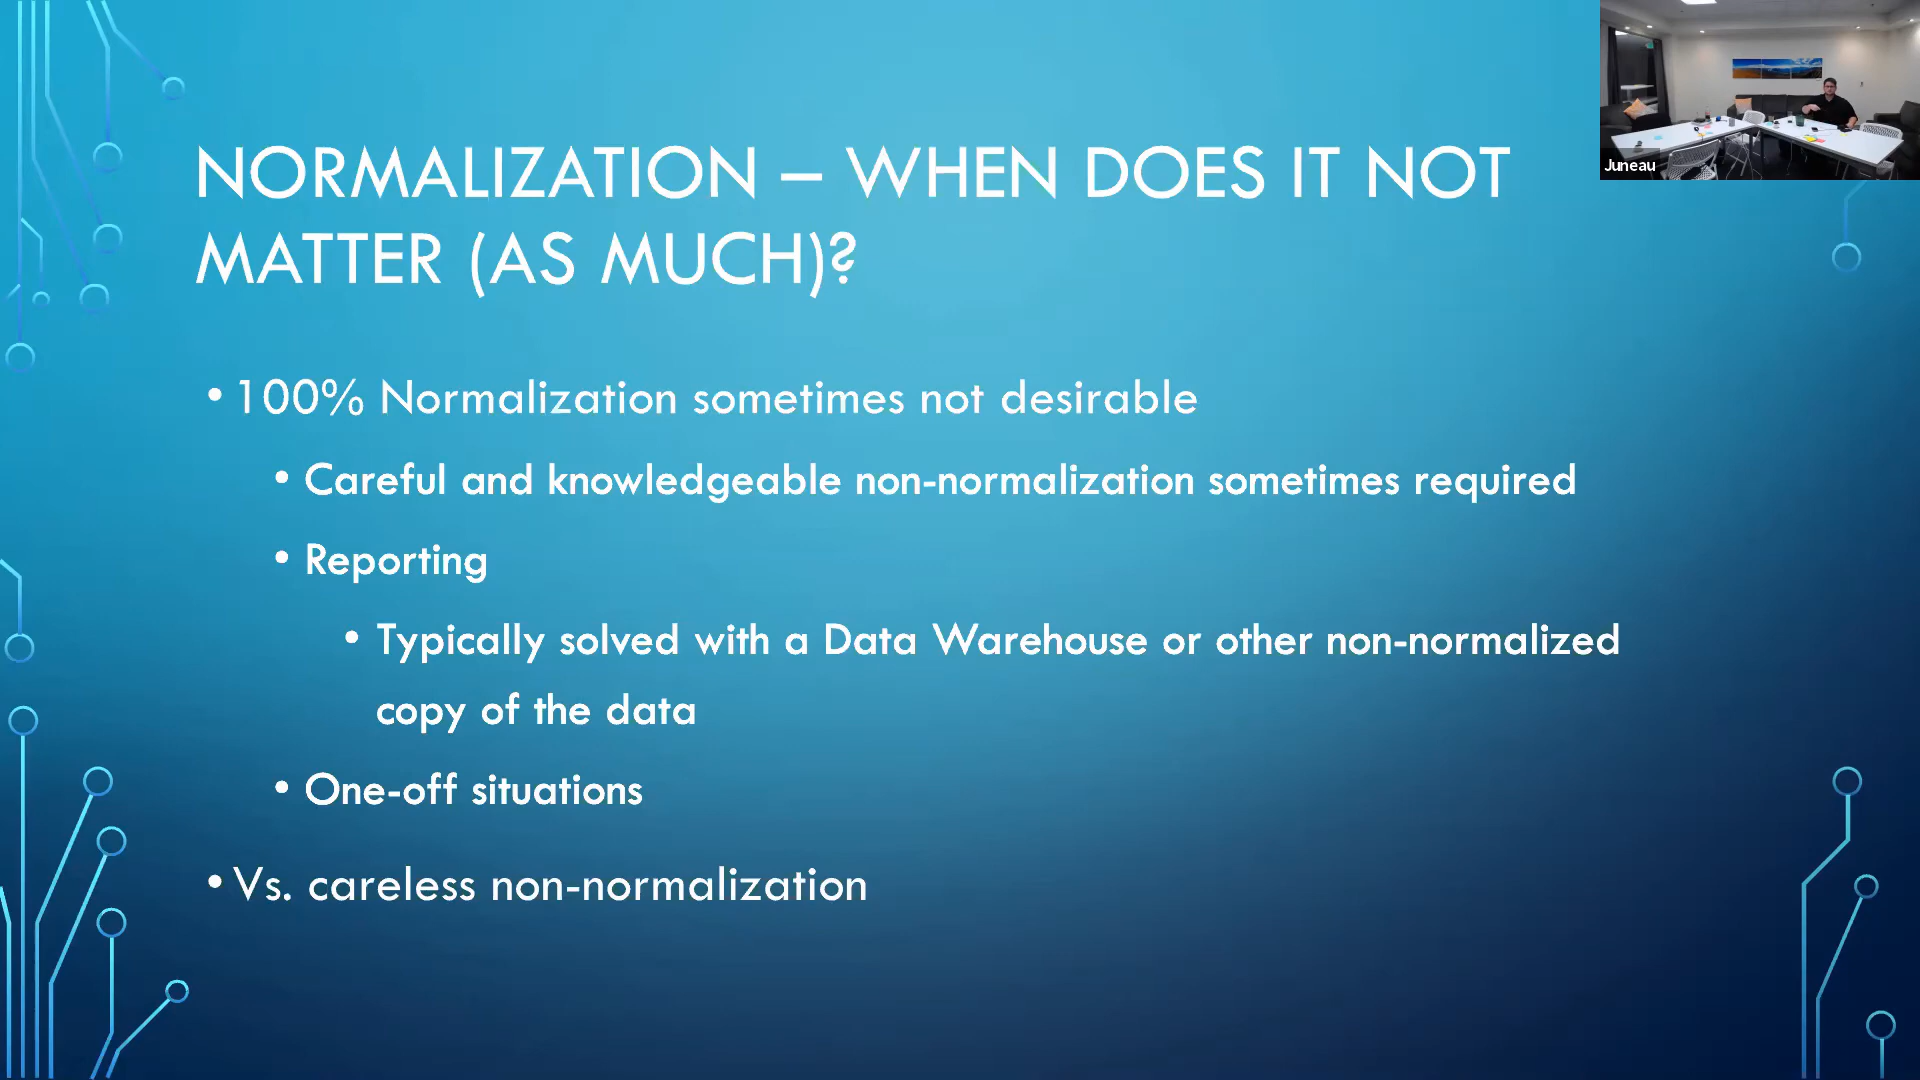 NORMALIZATION – WHEN DOES IT NOT
MATTER (AS MUCH)?
• 100% Normalization sometimes not desirable
• Careful and knowledgeable non-normalization sometimes required
• Reporting
• Typically solved with a Data Warehouse or other non-normalized
copy of the data
• One-off situations
• Vs. careless non-normalization
Juneau